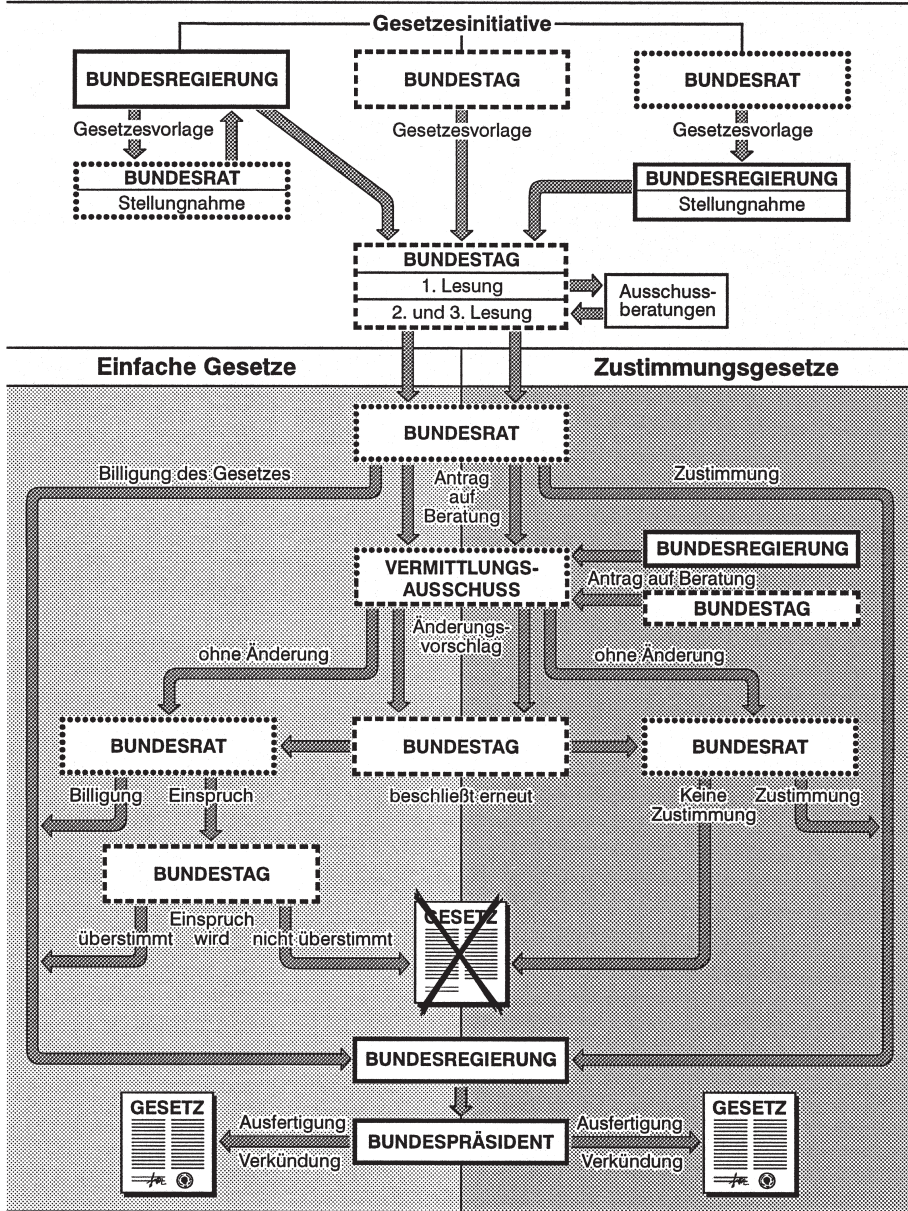 Gesetzesinitiative
BUNDESREGIERUNG
BUNDESTAG
BUNDESRAT
Gesetzesvorlage
Gesetzesvorlage
Gesetzesvorlage
BUNDESRAT
Stellungnahme
BUNDESREGIERUNG
Stellungnahme
BUNDESTAG
1. Lesung
2. und 3. Lesung
Ausschuss-
beratungen
Einfache Gesetze
Zustimmungsgesetze
BUNDESRAT
Billigung des Gesetzes
Antrag
auf
Beratung
Zustimmung
VERMITTLUNGS-
AUSSCHUSS
BUNDESREGIERUNG
Antrag auf Beratung
BUNDESTAG
Änderungs-
vorschlag
ohne Änderung
ohne Änderung
BUNDESRAT
BUNDESTAG
BUNDESRAT
Billigung
Einspruch
beschließt erneut
Keine
Zustimmung
Zustimmung
BUNDESTAG
Einspruch
wird
überstimmt
nicht überstimmt
GESETZ
BUNDESREGIERUNG
GESETZ
Ausfertigung
Verkündung
BUNDESPRÄSIDENT
Ausfertigung
Verkündung
GESETZ